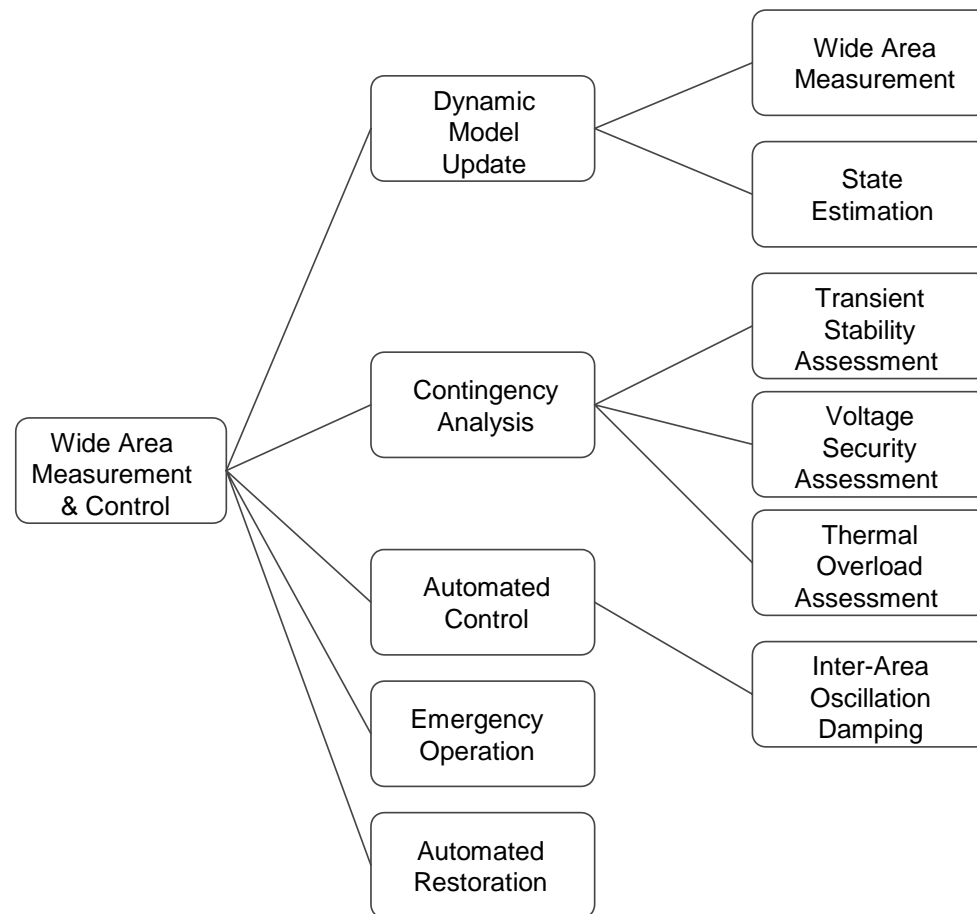 Wide Area
Measurement
& Control
Dynamic
Model
Update
Contingency
Analysis
Automated
Control
Emergency
Operation
Automated
Restoration
Wide Area
Measurement
State
Estimation
Transient
Stability
Assessment
Voltage
Security
Assessment
Thermal
Overload
Assessment
Inter-Area
Oscillation
Damping